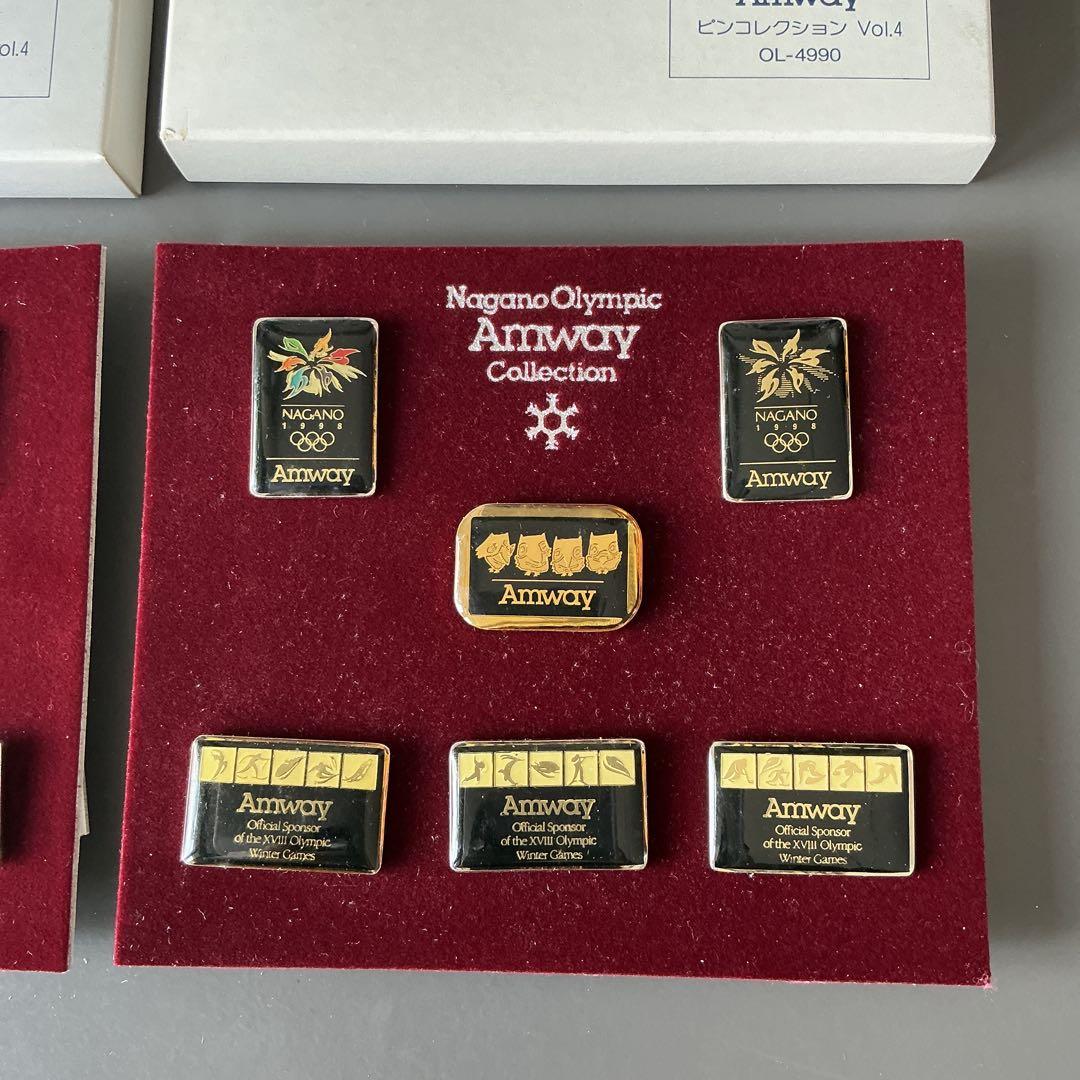 Vol.4
Amway
ピンコレクション Vol.4
OL-4990
Nagano Olympic
Amway
Collection
NAGANO
1998
Amway
NAGANO
1998
Amway
Amway
Amway
Official Sponsor
of the XVIII Olympic
Winter Games
Amway
Official Sponsor
of the XVIII Olympic
Winter Games
Amway
Official Sponsor
of the XVIII Olympic
Winter Games